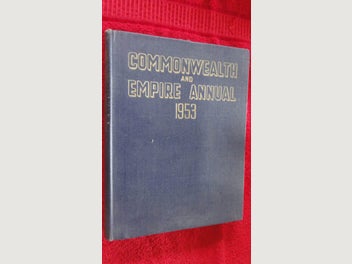 COMMONWEALTH
AND
EMPIRE ANNUAL
1953